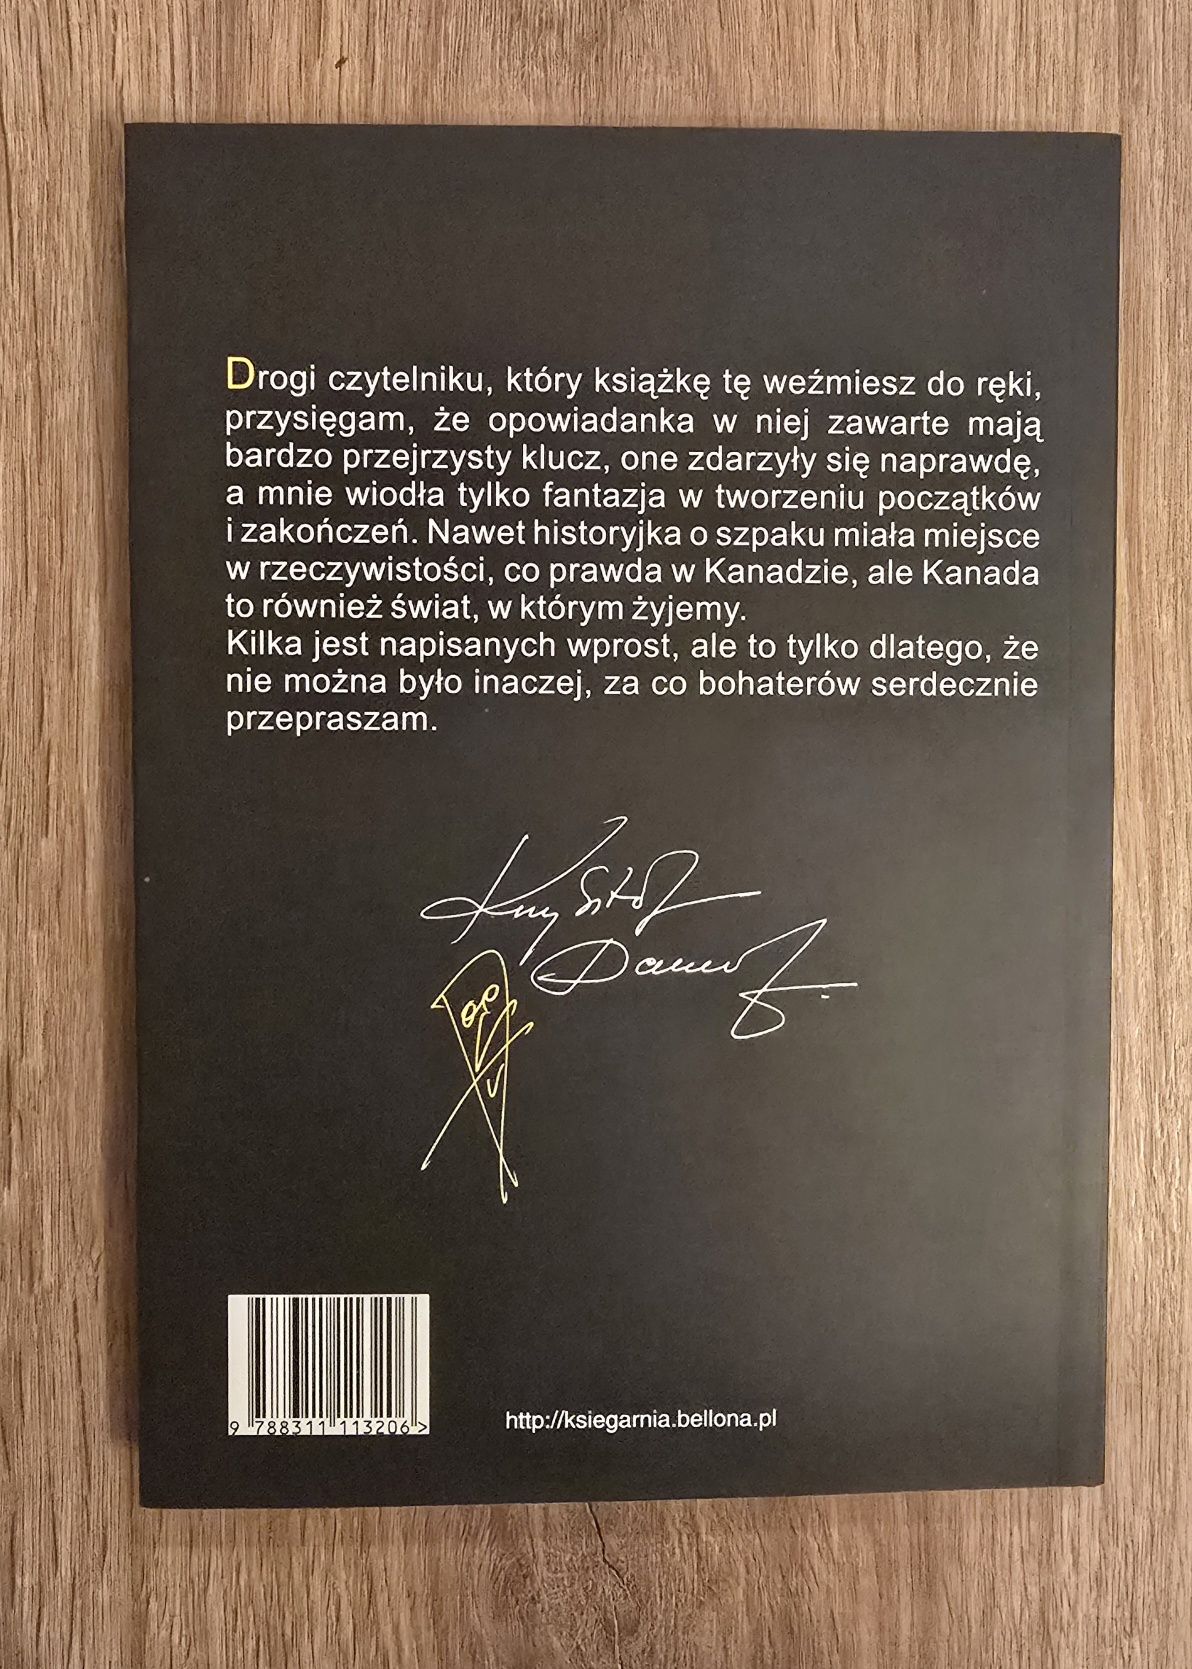 Drogi czytelniku, który książkę tę weźmiesz do ręki,
przysięgam, że opowiadanka w niej zawarte mają
bardzo przejrzysty klucz, one zdarzyły się naprawdę,
a mnie wiodła tylko fantazja w tworzeniu początków
i zakończeń. Nawet historyjka o szpaku miała miejsce
w rzeczywistości, co prawda w Kanadzie, ale Kanada
to również świat, w którym żyjemy.
Kilka jest napisanych wprost, ale to tylko dlatego, że
nie można było inaczej, za co bohaterów serdecznie
przepraszam.
Krzysztof
9 788311 113206 >
http://ksiegarnia.bellona.pl